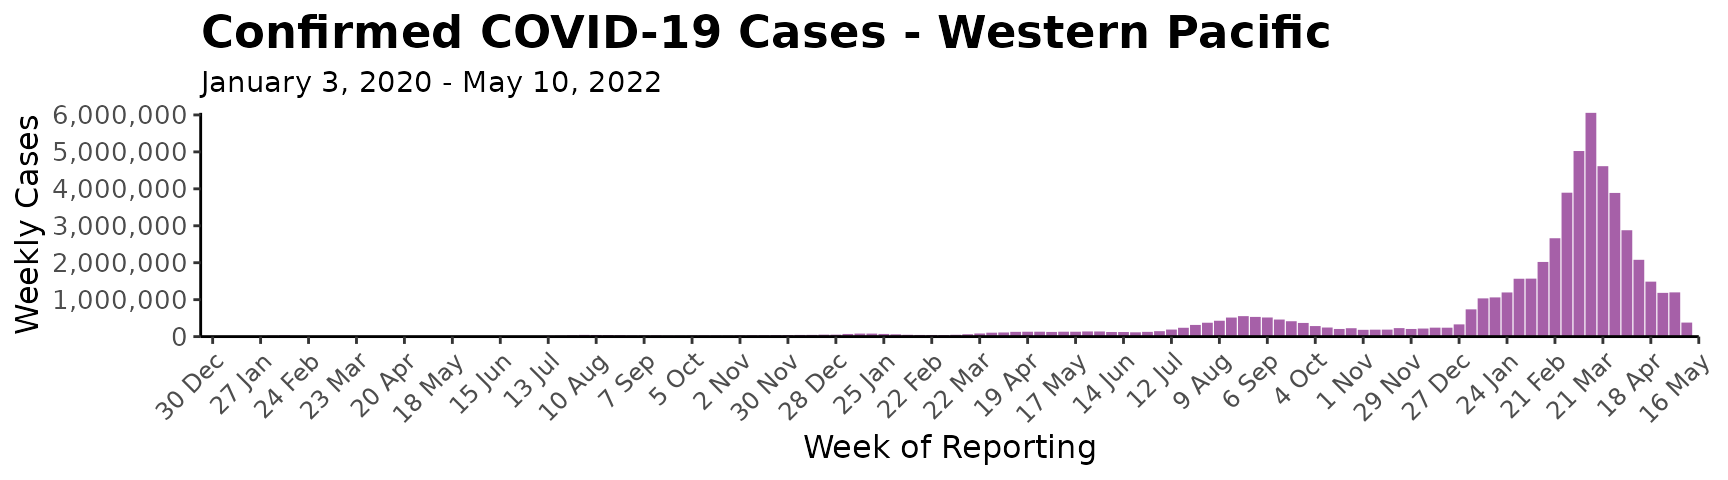 Confirmed COVID-19 Cases - Western Pacific
January 3, 2020 - May 10, 2022
Weekly Cases
6,000,000
5,000,000
4,000,000
3,000,000
2,000,000
1,000,000
0
30 Dec
27 Jan
24 Feb
23 Mar
20 Apr
18 May
15 Jun
13 Jul
10 Aug
7 Sep
5 Oct
2 Nov
30 Nov
28 Dec
25 Jan
22 Feb
22 Mar
19 Apr
17 May
14 Jun
12 Jul
9 Aug
6 Sep
4 Oct
1 Nov
29 Nov
27 Dec
24 Jan
21 Feb
21 Mar
18 Apr
16 May
Week of Reporting